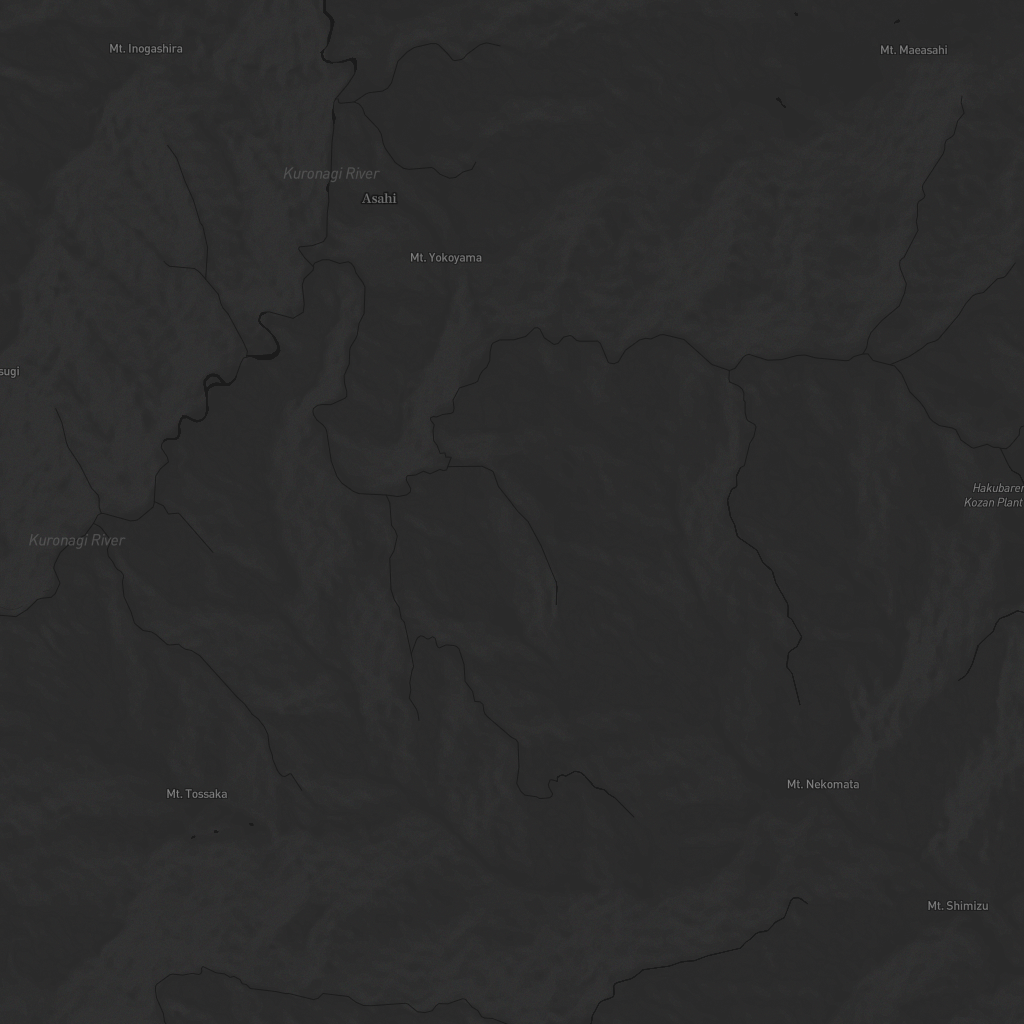 Mt. Inogashira
Mt. Maeasahi
Kuronagi River
Asahi
Mt. Yokoyama
sugi
Hakubaren
Kozan Plant
Kuronagi River
Mt. Tossaka
Mt. Nekomata
Mt. Shimizu